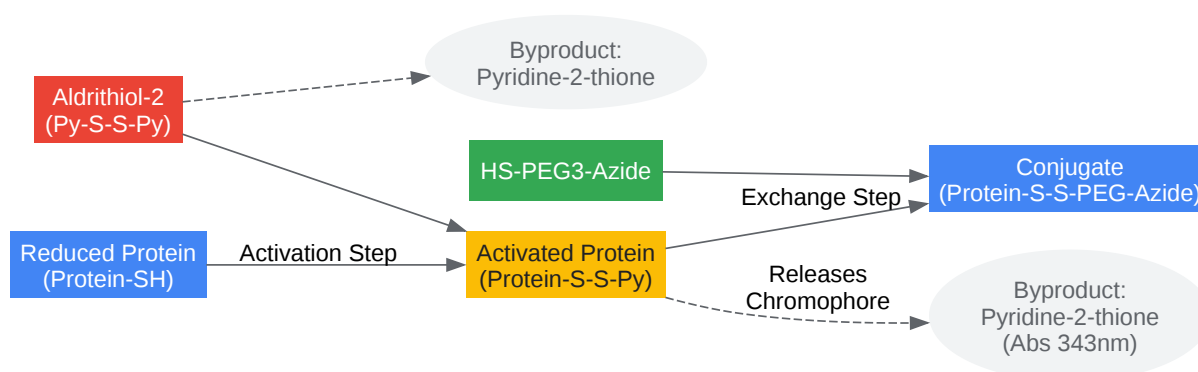 Byproduct:
Pyridine-2-thione
Aldrithiol-2
(Py-S-S-Py)
HS-PEG3-Azide
Conjugate
(Protein-S-S-PEG-Azide)
Exchange Step
Reduced Protein
(Protein-SH)
Activation Step
Activated Protein
(Protein-S-S-Py)
Releases
Chromophore
Byproduct:
Pyridine-2-thione
(Abs 343nm)